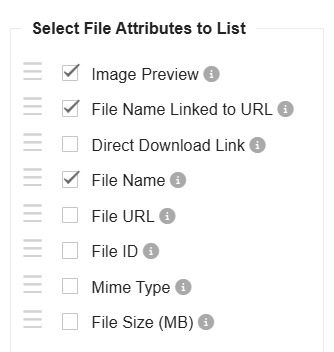 Select File Attributes to List
Image Preview
File Name Linked to URL
Direct Download Link
File Name
File URL
File ID
Mime Type
File Size (MB)